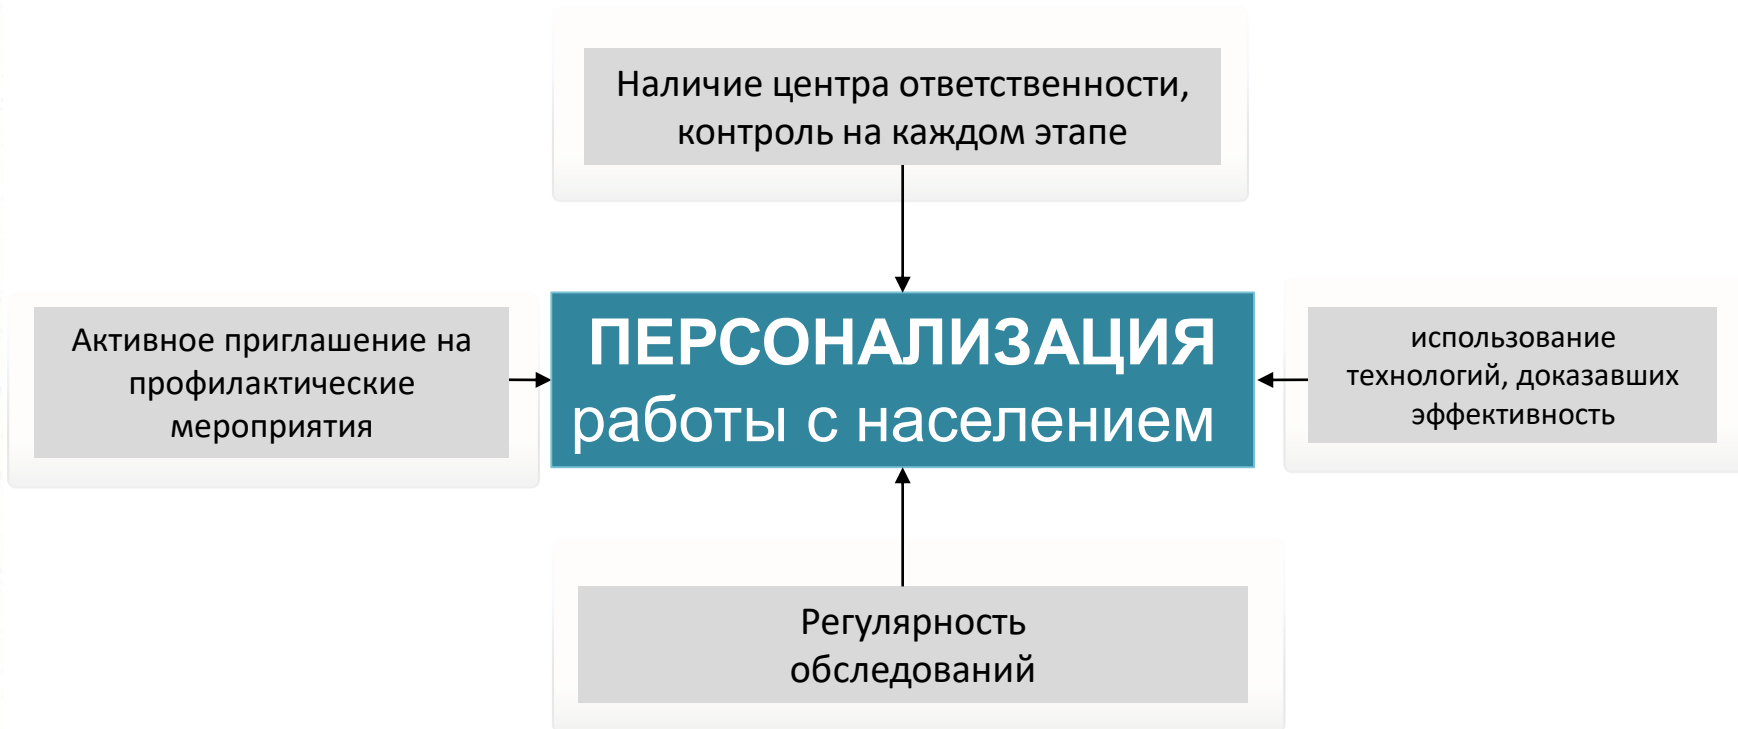 Наличие центра ответственности,
контроль на каждом этапе
Активное приглашение на
профилактические
мероприятия
ПЕРСОНАЛИЗАЦИЯ
работы с населением
использование
технологий, доказавших
эффективность
Регулярность
обследований